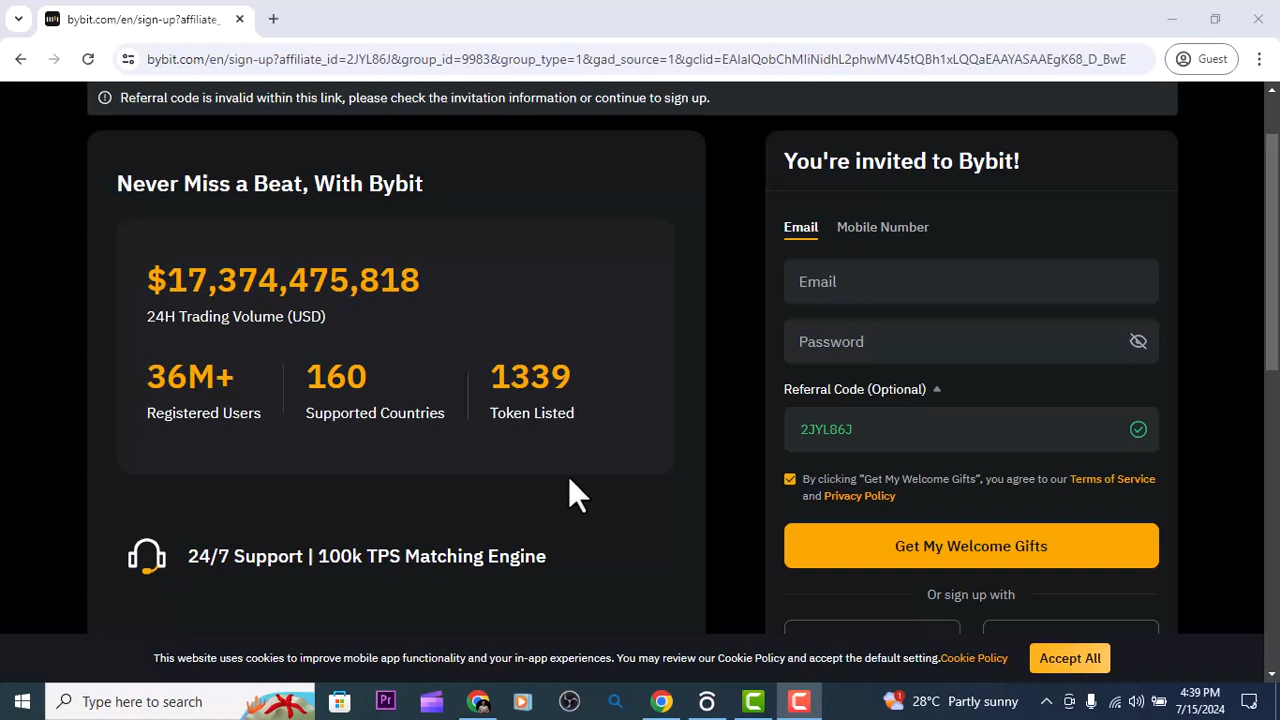 bybit.com/en/sign-up?affiliate_
bybit.com/en/sign-up?affiliate_id=2JYL86J&group_id=9983&group_type=1&gad_source=1&gclid=EAIaIQobChMIiNidhL2phwMV45tQBh1xLQQaEAAYASAAEgK68_D_BwE
Guest
Referral code is invalid within this link, please check the invitation information or continue to sign up.
Never Miss a Beat, With Bybit
$17,374,475,818
24H Trading Volume (USD)
36M+
Registered Users
160
Supported Countries
1339
Token Listed
24/7 Support | 100k TPS Matching Engine
You're invited to Bybit!
Email Mobile Number
Email
Password
Referral Code (Optional)
2JYL86J
By clicking “Get My Welcome Gifts”, you agree to our Terms of Service
and Privacy Policy
Get My Welcome Gifts
Or sign up with
This website uses cookies to improve mobile app functionality and your in-app experiences. You may review our Cookie Policy and accept the default setting.Cookie Policy
Accept All
Type here to search
Pr
1
28°C Partly sunny
4:39 PM
7/15/2024